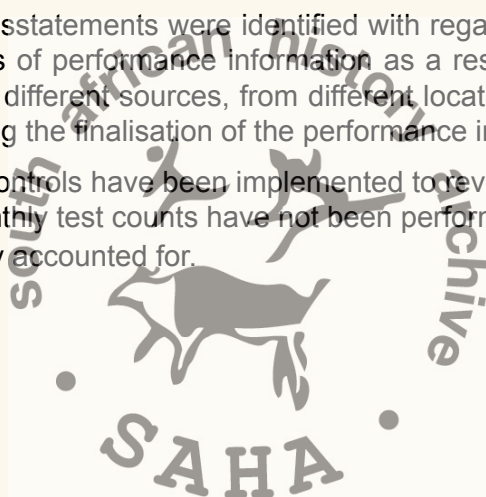 sstatements were identified with rega
s of performance information as a res
different sources, from different locat
g the finalisation of the performance in
ontrols have been implemented to rev
thly test counts have not been perform
y accounted for.
south african history archive
SAHA